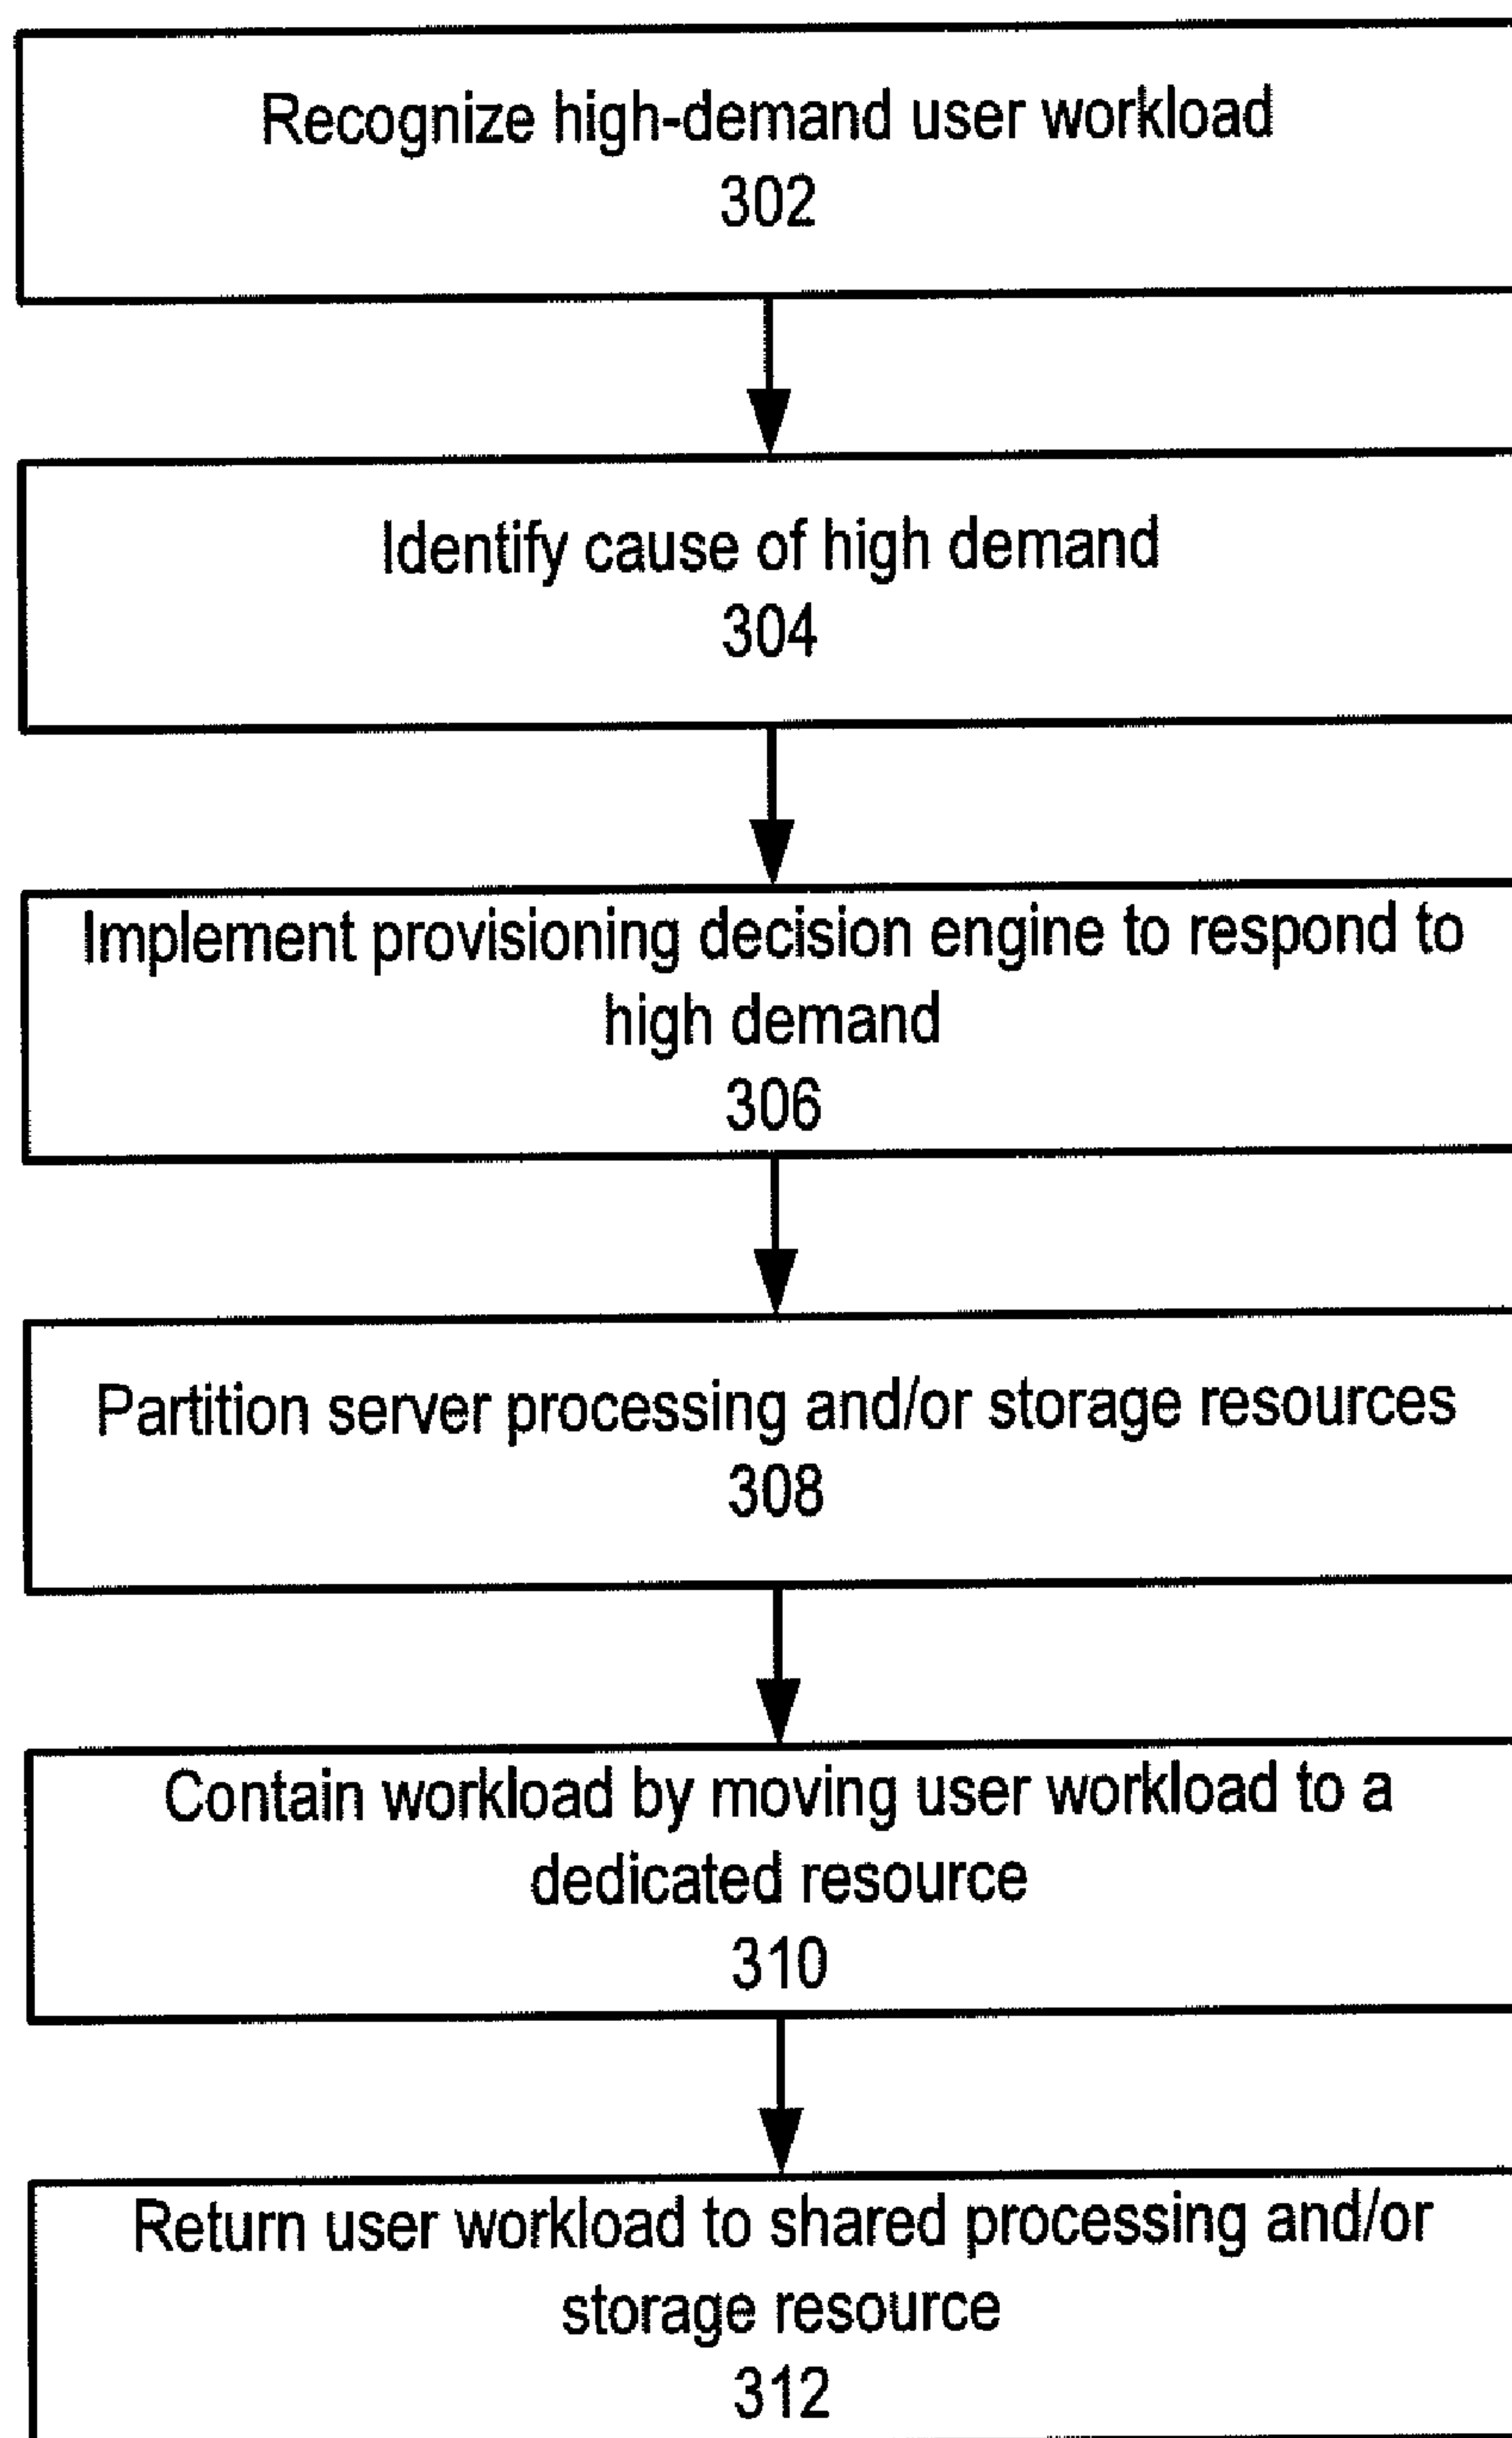 Recognize high-demand user workload
302
Identify cause of high demand
304
Implement provisioning decision engine to respond to
high demand
306
Partition server processing and/or storage resources
308
Contain workload by moving user workload to a
dedicated resource
310
Return user workload to shared processing and/or
storage resource
312